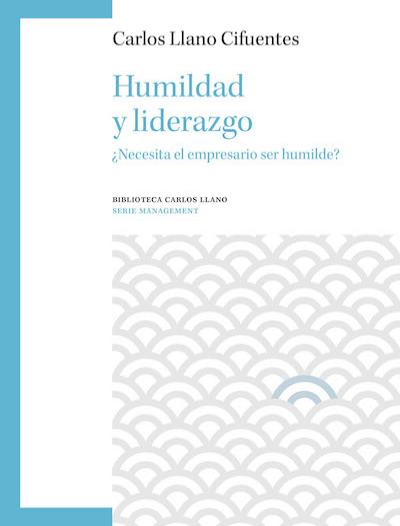 Carlos Llano Cifuentes
Humildad
y liderazgo
¿Necesita el empresario ser humilde?
BIBLIOTECA CARLOS LLANO
SERIE MANAGEMENT